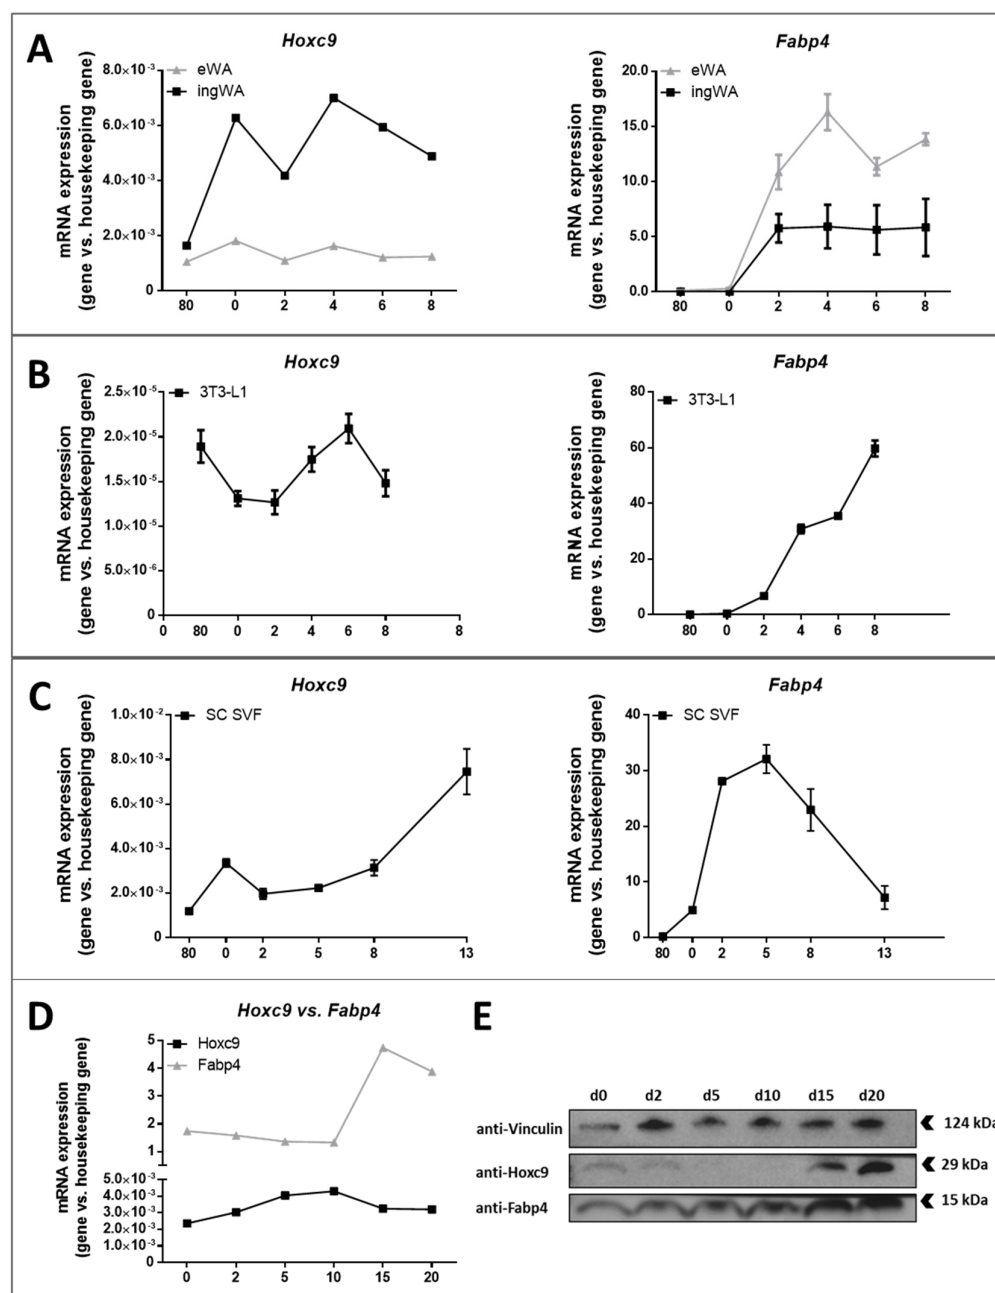 A
Hoxc9
mRNA expression
(gene vs. housekeeping gene)
8.0×10⁻³
6.0×10⁻³
4.0×10⁻³
2.0×10⁻³
0
eWA
ingWA
80 0 2 4 6 8
Fabp4
mRNA expression
(gene vs. housekeeping gene)
20.0
15.0
10.0
5.0
0.0
eWA
ingWA
80 0 2 4 6 8
B
Hoxc9
mRNA expression
(gene vs. housekeeping gene)
2.5×10⁻⁵
2.0×10⁻⁵
1.5×10⁻⁵
1.0×10⁻⁵
5.0×10⁻⁶
0
3T3-L1
0 80 0 2 4 6 8 8
Fabp4
mRNA expression
(gene vs. housekeeping gene)
80
60
40
20
0
3T3-L1
80 0 2 4 6 8
C
Hoxc9
mRNA expression
(gene vs. housekeeping gene)
1.0×10⁻²
8.0×10⁻³
6.0×10⁻³
4.0×10⁻³
2.0×10⁻³
0
SC SVF
80 0 2 5 8 13
Fabp4
mRNA expression
(gene vs. housekeeping gene)
40
30
20
10
0
SC SVF
80 0 2 5 8 13
D
Hoxc9 vs. Fabp4
mRNA expression
(gene vs. housekeeping gene)
5
4
3
2
1
5.0×10⁻³
4.0×10⁻³
3.0×10⁻³
2.0×10⁻³
1.0×10⁻³
0
Hoxc9
Fabp4
0 2 5 10 15 20
E
d0 d2 d5 d10 d15 d20
anti-Vinculin 124 kDa
anti-Hoxc9 29 kDa
anti-Fabp4 15 kDa